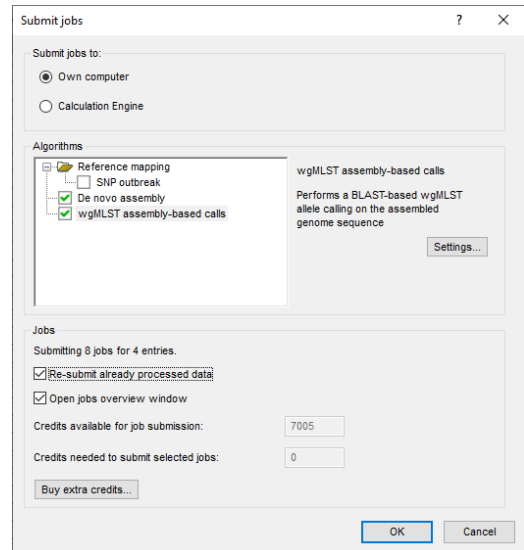 Submit jobs
?
Submit jobs to:
Own computer
Calculation Engine
Algorithms
Reference mapping
SNP outbreak
De novo assembly
wgMLST assembly-based calls
wgMLST assembly-based calls
Performs a BLAST-based wgMLST
allele calling on the assembled
genome sequence
Settings...
Jobs
Submitting 8 jobs for 4 entries.
Re-submit already processed data
Open jobs overview window
Credits available for job submission: 7005
Credits needed to submit selected jobs: 0
Buy extra credits...
OK Cancel